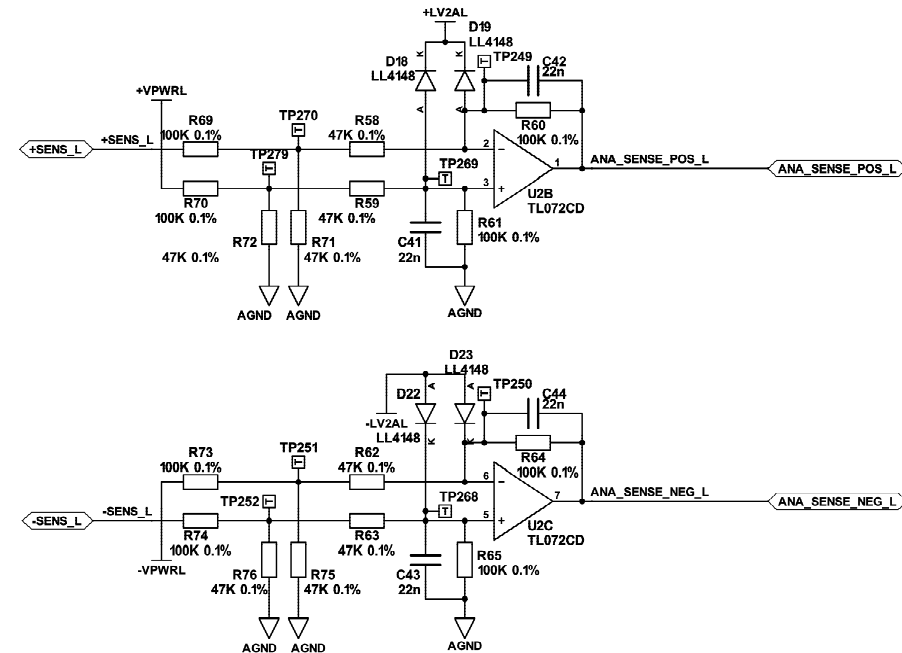 +LV2AL
D19
LL4148
D18
LL4148
TP249
C42
22n
+VPWRL
R69
100K 0.1%
TP270
R58
47K 0.1%
R60
100K 0.1%
+SENS_L
+SENS_L
TP279
TP269
2
3
1
ANA_SENSE_POS_L
ANA_SENSE_POS_L
U2B
TL072CD
R70
100K 0.1%
R59
47K 0.1%
R72
47K 0.1%
R71
47K 0.1%
C41
22n
R61
100K 0.1%
AGND
AGND
AGND
D23
LL4148
D22
LL4148
-LV2AL
TP250
C44
22n
R73
100K 0.1%
TP251
R62
47K 0.1%
R64
100K 0.1%
-SENS_L
-SENS_L
TP252
TP268
6
5
7
ANA_SENSE_NEG_L
ANA_SENSE_NEG_L
U2C
TL072CD
R74
100K 0.1%
-VPWRL
R63
47K 0.1%
R76
47K 0.1%
R75
47K 0.1%
C43
22n
R65
100K 0.1%
AGND
AGND
AGND